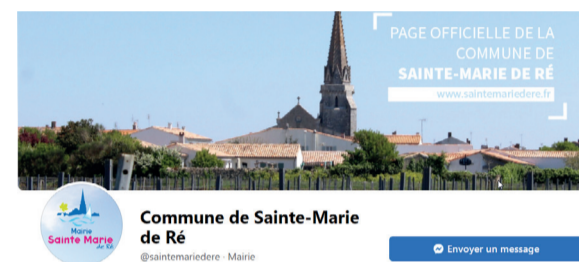 PAGE OFFICIELLE DE LA
COMMUNE DE
SAINTE-MARIE DE RÉ
www.saintemariedere.fr
Mairie
Sainte Marie
de Ré
Commune de Sainte-Marie
de Ré
@saintemariedere · Mairie
Envoyer un message